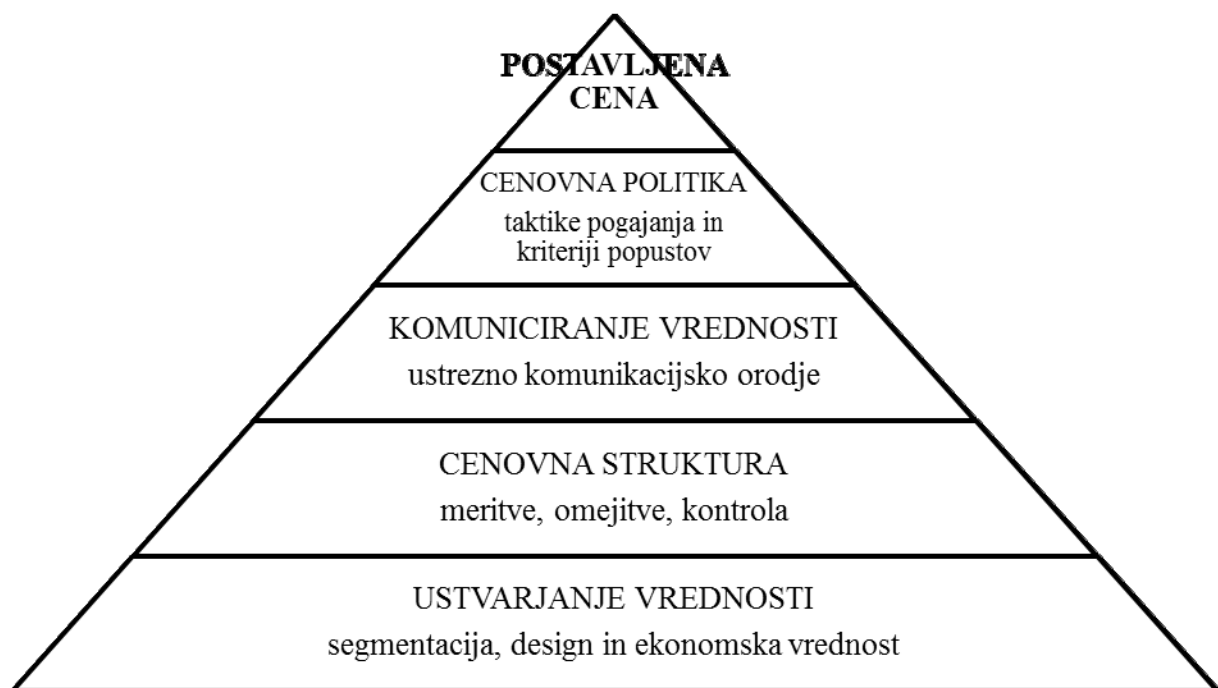 POSTAVLJENA
CENA
CENOVNA POLITIKA
taktike pogajanja in
kriteriji popustov
KOMUNICIRANJE VREDNOSTI
ustrezno komunikacijsko orodje
CENOVNA STRUKTURA
meritve, omejitve, kontrola
USTVARJANJE VREDNOSTI
segmentacija, design in ekonomska vrednost